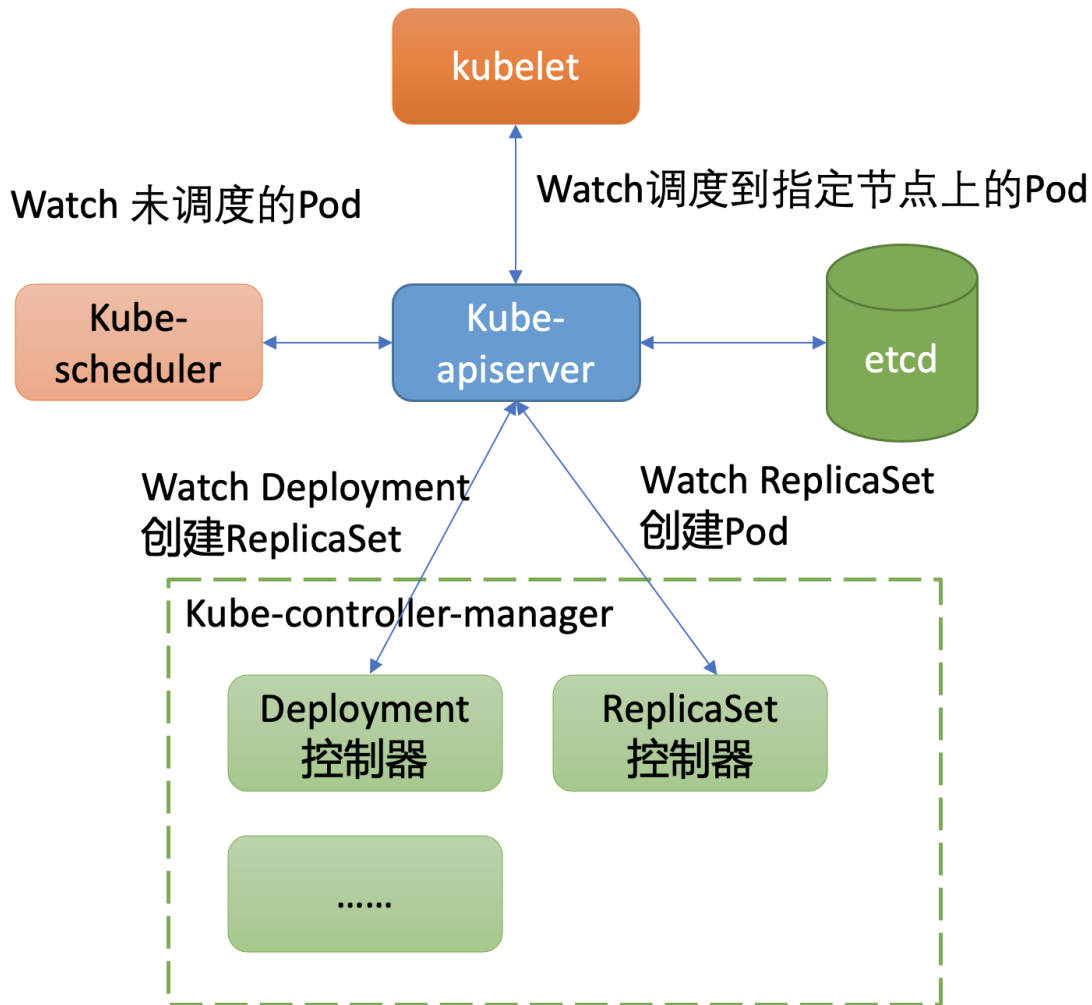 kubelet
Watch 未调度的Pod
Watch调度到指定节点上的Pod
Kube-
scheduler
Kube-
apiserver
etcd
Watch Deployment
创建ReplicaSet
Watch ReplicaSet
创建Pod
Kube-controller-manager
Deployment
控制器
ReplicaSet
控制器
……